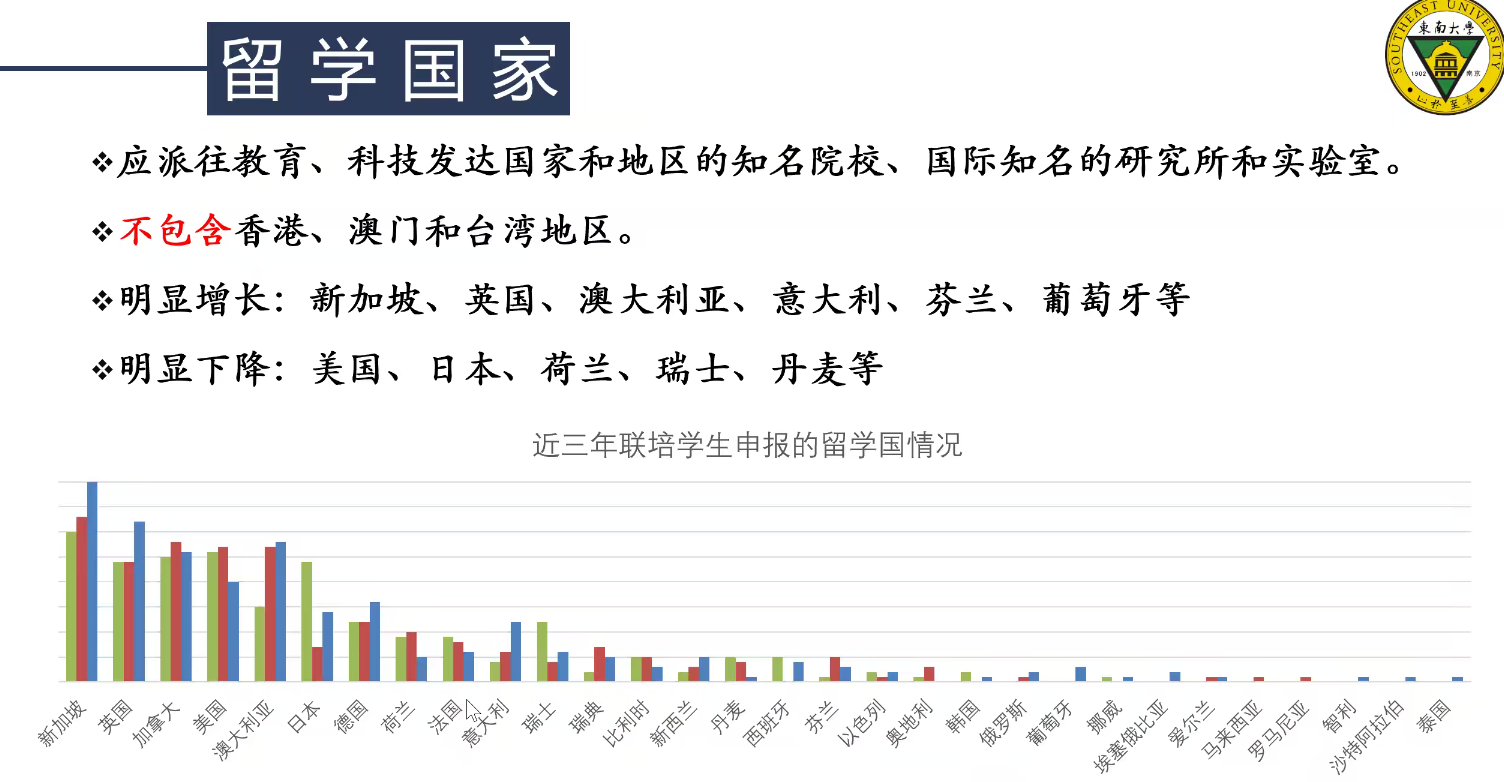 SOUTHEAST UNIVERSITY
東南大學
1902 南京
留学国家
❖应派往教育、科技发达国家和地区的知名院校、国际知名的研究所和实验室。
❖不包含香港、澳门和台湾地区。
❖明显增长：新加坡、英国、澳大利亚、意大利、芬兰、葡萄牙等
❖明显下降：美国、日本、荷兰、瑞士、丹麦等
近三年联培学生申报的留学国情况
新加坡
英国
加拿大
美国
澳大利亚
日本
德国
荷兰
法国
意大利
瑞士
瑞典
比利时
新西兰
丹麦
西班牙
芬兰
以色列
奥地利
韩国
俄罗斯
葡萄牙
挪威
埃塞俄比亚
爱尔兰
马来西亚
罗马尼亚
智利
沙特阿拉伯
泰国